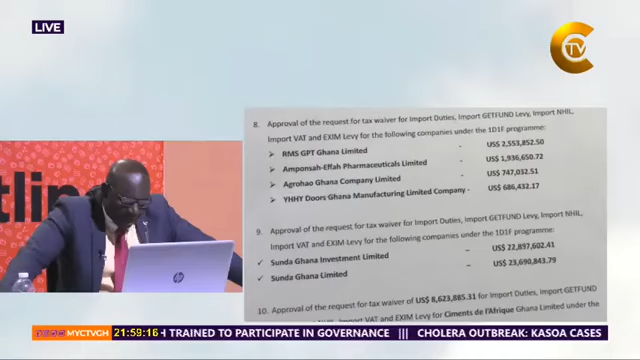 LIVE
C
TV
8. Approval of the request for tax waiver for Import Duties, Import GETFUND Levy, Import NHIL,
Import VAT and EXIM Levy for the following companies under the 1D1F programme:
➤ RMS GPT Ghana Limited - US$ 2,553,852.50
➤ Amponsah-Effah Pharmaceuticals Limited - US$ 1,936,650.72
➤ Agrohao Ghana Company Limited - US$ 747,032.51
➤ YHHY Doors Ghana Manufacturing Limited Company - US$ 686,432.17
9. Approval of the request for tax waiver for Import Duties, Import GETFUND Levy, Import NHIL,
Import VAT and EXIM Levy for the following companies under the 1D1F programme:
✓ Sunda Ghana Investment Limited - US$ 22,897,602.41
✓ Sunda Ghana Limited - US$ 23,690,843.79
10. Approval of the request for tax waiver of US$ 8,623,885.31 for Import Duties, Import GETFUND
Import VAT and EXIM Levy for Ciments de l'Afrique Ghana Limited under the
tlin
hp
MYCTVGH 21:59:16 H TRAINED TO PARTICIPATE IN GOVERNANCE ||| CHOLERA OUTBREAK: KASOA CASES